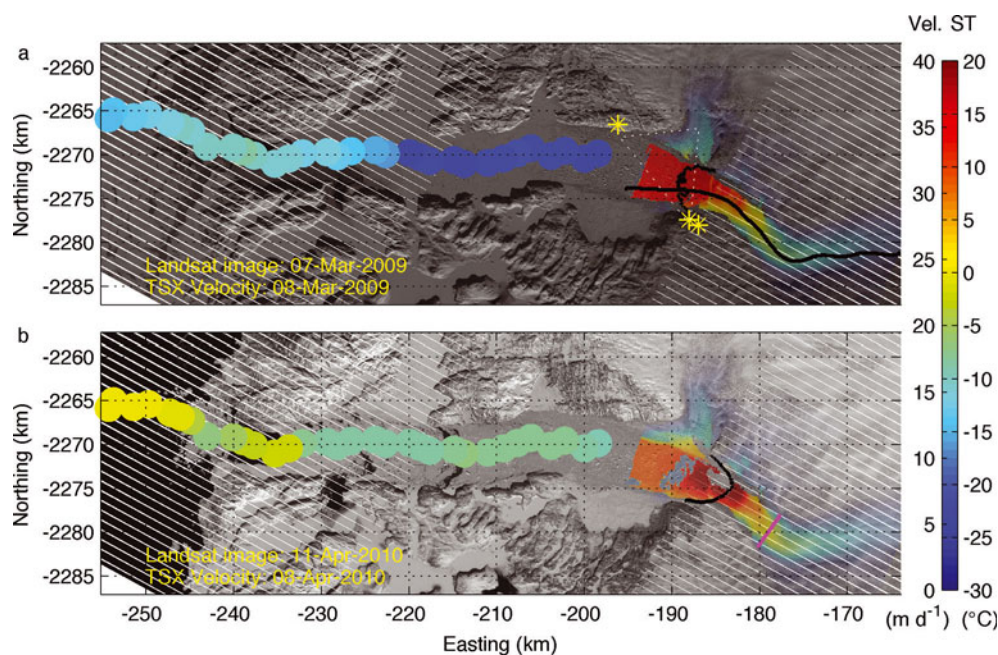 Vel. ST
a
-2260
-2265
-2270
-2275
-2280
-2285
Northing (km)
Landsat image: 07-Mar-2009
TSX Velocity: 08-Mar-2009
b
-2260
-2265
-2270
-2275
-2280
-2285
Northing (km)
Landsat image: 11-Apr-2010
TSX Velocity: 08-Apr-2010
-250 -240 -230 -220 -210 -200 -190 -180 -170
Easting (km)
40 20
15
35
10
30 5
25 0
-5
20 -10
15
-15
10
-20
5
-25
0 -30
(m d⁻¹) (°C)